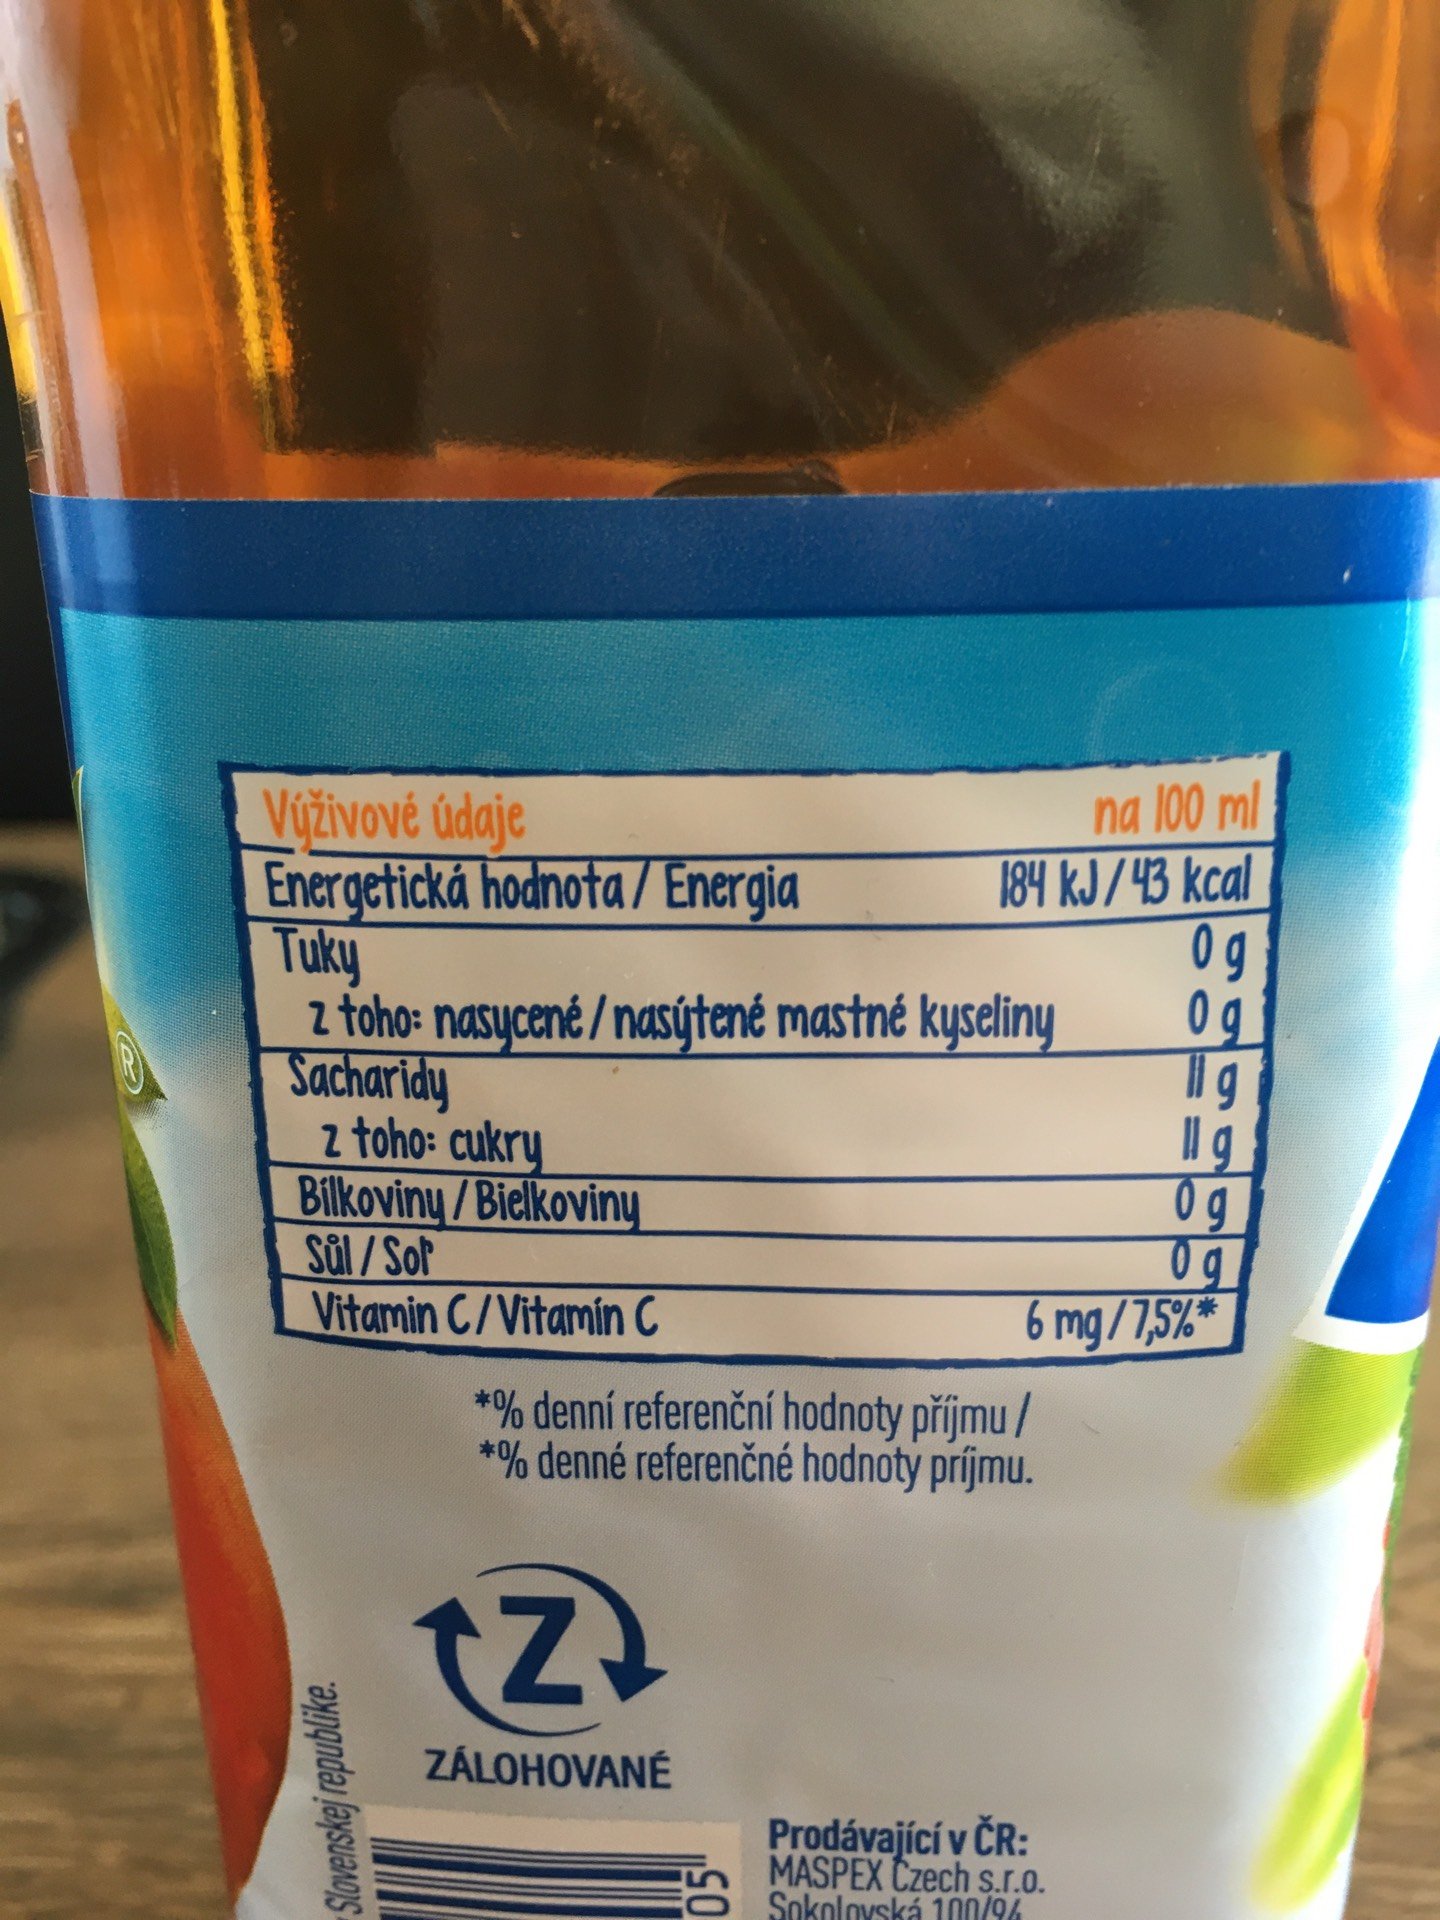 Výživové údaje na 100 ml
Energetická hodnota / Energia 184 kJ / 43 kcal
Tuky 0 g
z toho: nasycené / nasýtené mastné kyseliny 0 g
Sacharidy 11 g
z toho: cukry 11 g
Bílkoviny / Bielkoviny 0 g
Sůl / Soľ 0 g
Vitamin C / Vitamín C 6 mg / 7,5%*
*% denní referenční hodnoty příjmu /
*% denné referenčné hodnoty príjmu.
®
Z
ZÁLOHOVANÉ
Slovenskej republike.
05
Prodávající v ČR:
MASPEX Czech s.r.o.
Sokolovská 100/94